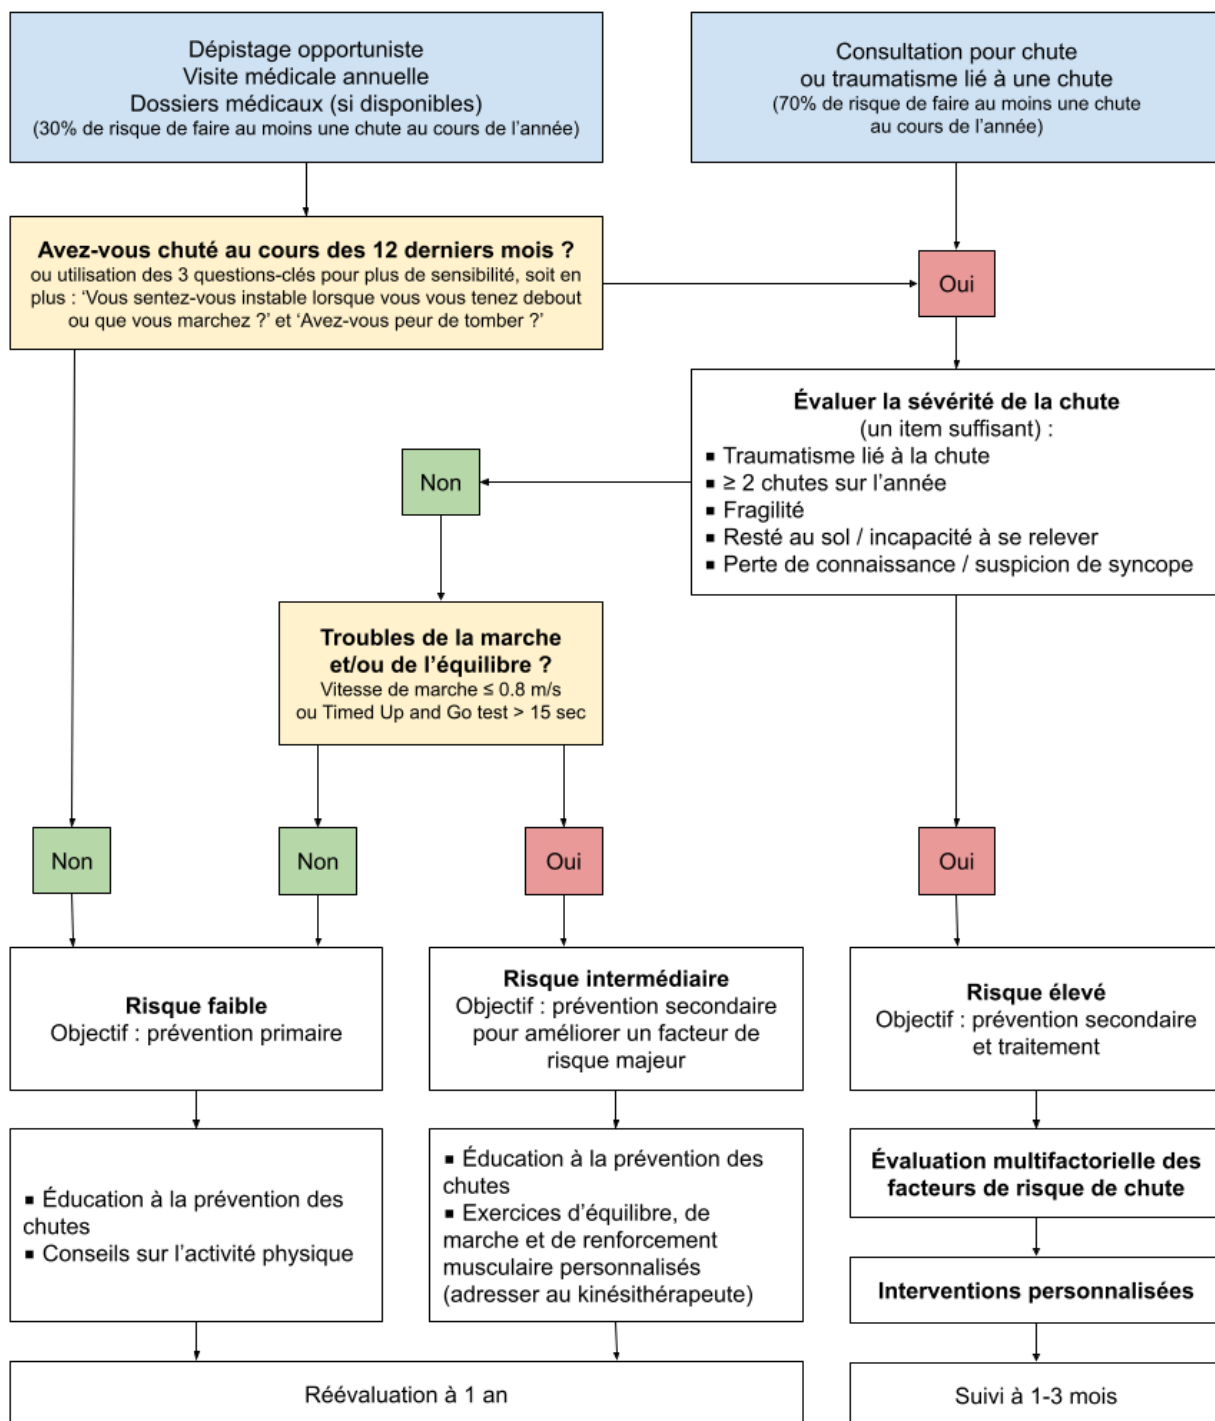 Dépistage opportuniste
Visite médicale annuelle
Dossiers médicaux (si disponibles)
(30% de risque de faire au moins une chute au cours de l'année)
Consultation pour chute
ou traumatisme lié à une chute
(70% de risque de faire au moins une chute
au cours de l'année)
Avez-vous chuté au cours des 12 derniers mois ?
ou utilisation des 3 questions-clés pour plus de sensibilité, soit en
plus : 'Vous sentez-vous instable lorsque vous vous tenez debout
ou que vous marchez ?' et 'Avez-vous peur de tomber ?'
Oui
Évaluer la sévérité de la chute
(un item suffisant) :
▪ Traumatisme lié à la chute
▪ ≥ 2 chutes sur l'année
▪ Fragilité
▪ Resté au sol / incapacité à se relever
▪ Perte de connaissance / suspicion de syncope
Non
Troubles de la marche
et/ou de l'équilibre ?
Vitesse de marche ≤ 0.8 m/s
ou Timed Up and Go test > 15 sec
Non
Non
Oui
Oui
Risque faible
Objectif : prévention primaire
Risque intermédiaire
Objectif : prévention secondaire
pour améliorer un facteur de
risque majeur
Risque élevé
Objectif : prévention secondaire
et traitement
▪ Éducation à la prévention des
chutes
▪ Conseils sur l'activité physique
▪ Éducation à la prévention des
chutes
▪ Exercices d'équilibre, de
marche et de renforcement
musculaire personnalisés
(adresser au kinésithérapeute)
Évaluation multifactorielle des
facteurs de risque de chute
Interventions personnalisées
Réévaluation à 1 an
Suivi à 1-3 mois